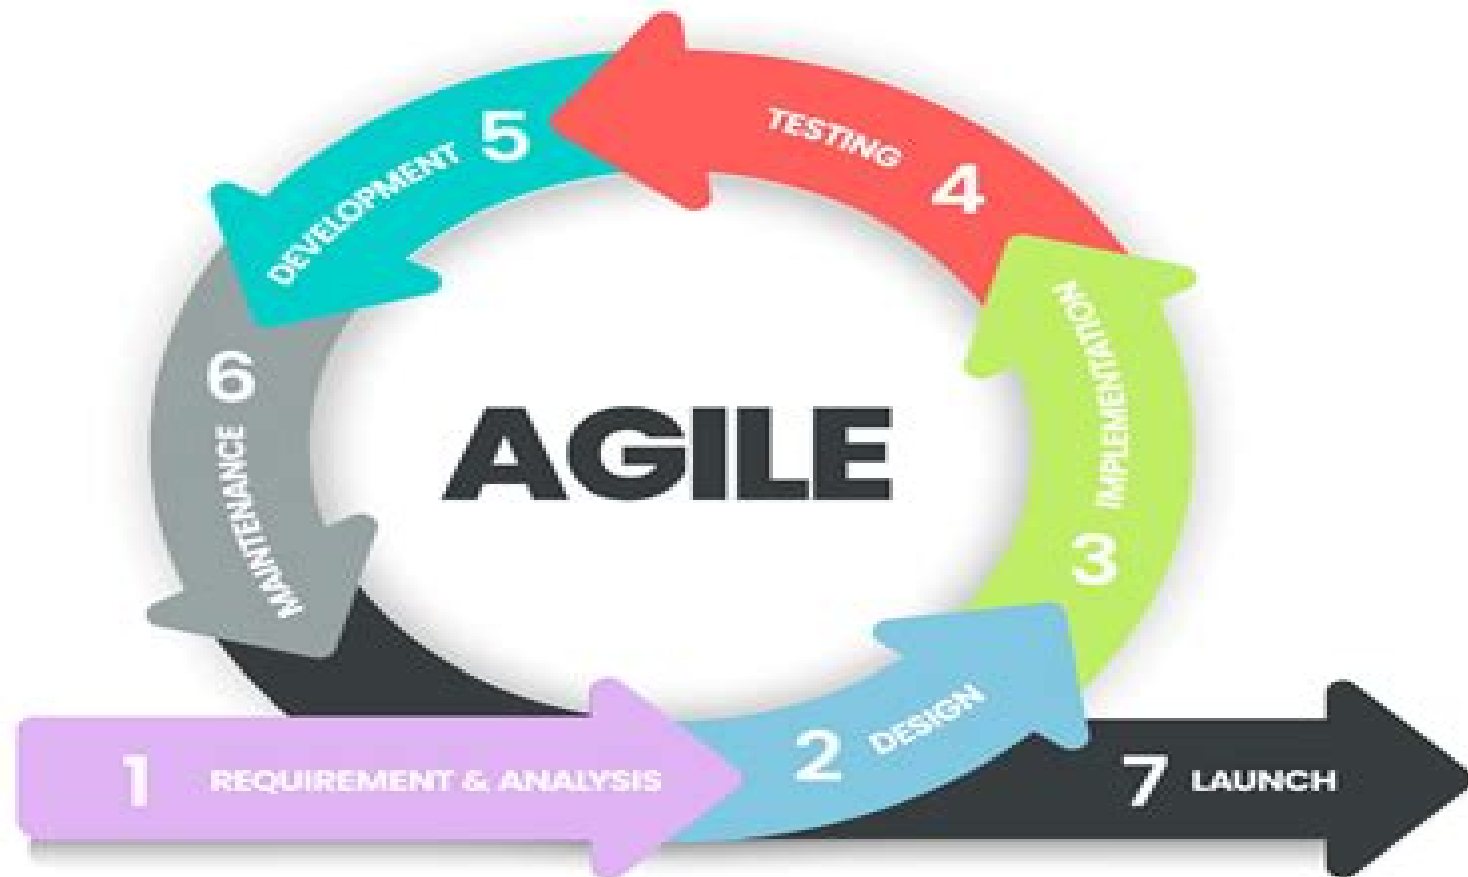 1 REQUIREMENT & ANALYSIS
2 DESIGN
3 IMPLEMENTATION
4 TESTING
5 DEVELOPMENT
6 MAINTENANCE
7 LAUNCH
AGILE